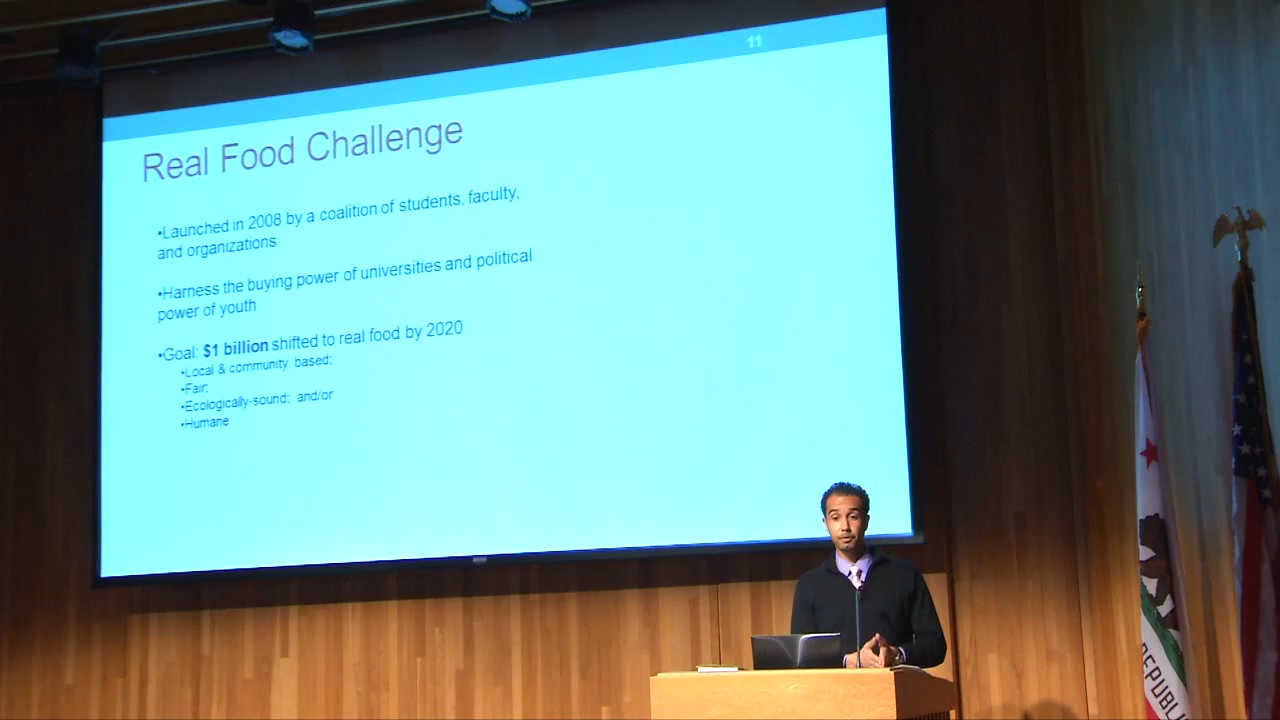 11
Real Food Challenge
•Launched in 2008 by a coalition of students, faculty,
and organizations
•Harness the buying power of universities and political
power of youth
•Goal: $1 billion shifted to real food by 2020
•Local & community based;
•Fair;
•Ecologically-sound; and/or
•Humane
REPUBLI